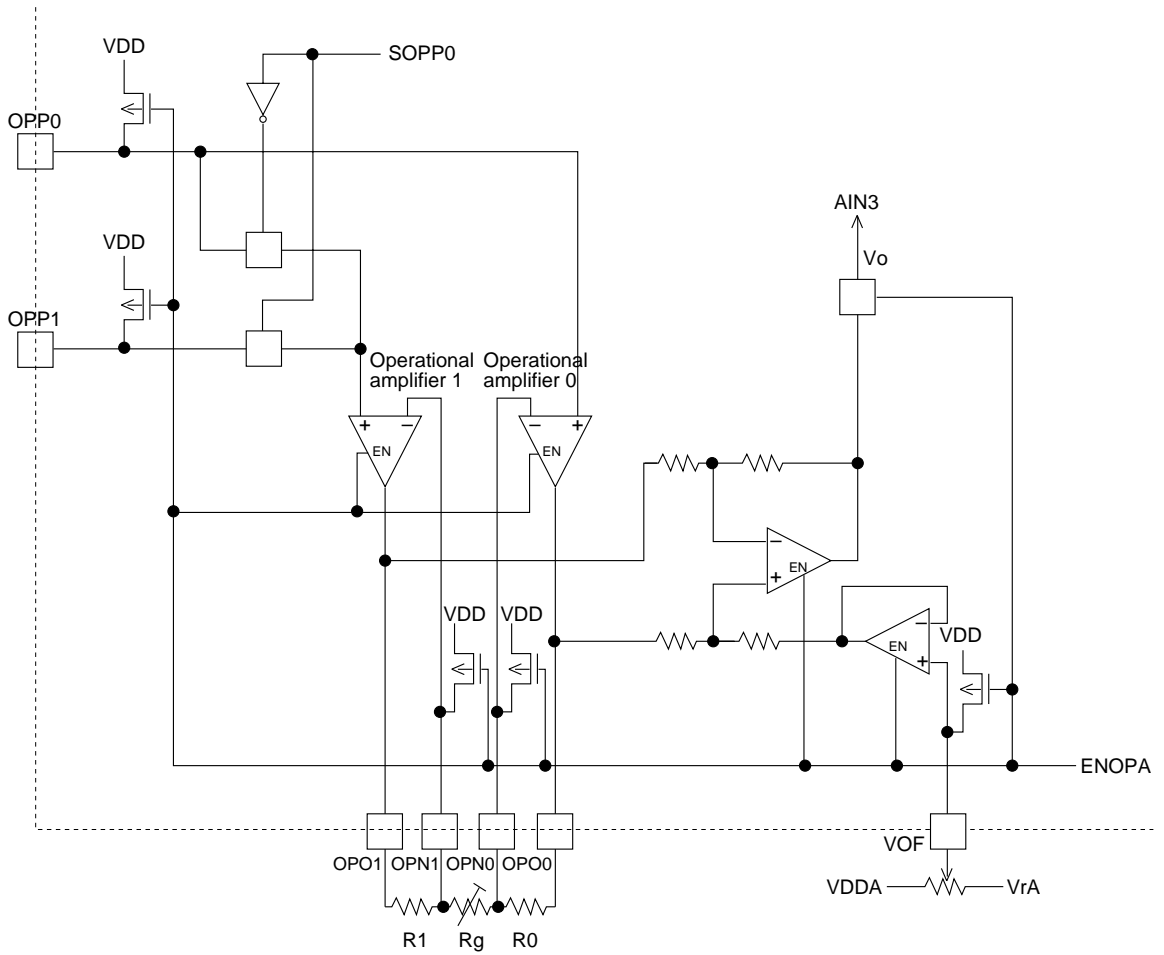 VDD
SOPP0
OPP0
AIN3
VDD
Vo
OPP1
Operational
amplifier 1
Operational
amplifier 0
+
−
−
+
EN
EN
−
EN
+
VDD
VDD
−
VDD
EN
+
ENOPA
OPO1
OPN1
OPN0
OPO0
VOF
VDDA
VrA
R1
Rg
R0